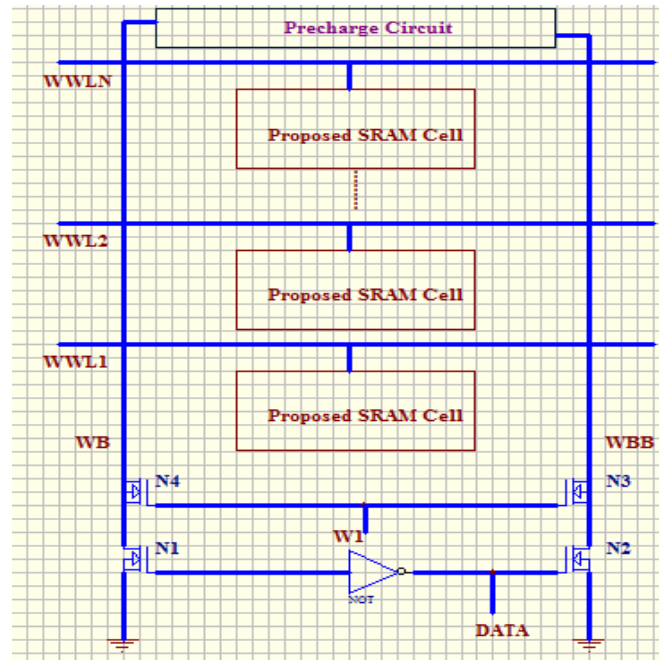 Precharge Circuit
WWLN
Proposed SRAM Cell
WWL2
Proposed SRAM Cell
WWL1
Proposed SRAM Cell
WB
WBB
N4
N3
W1
N1
N2
NOT
DATA